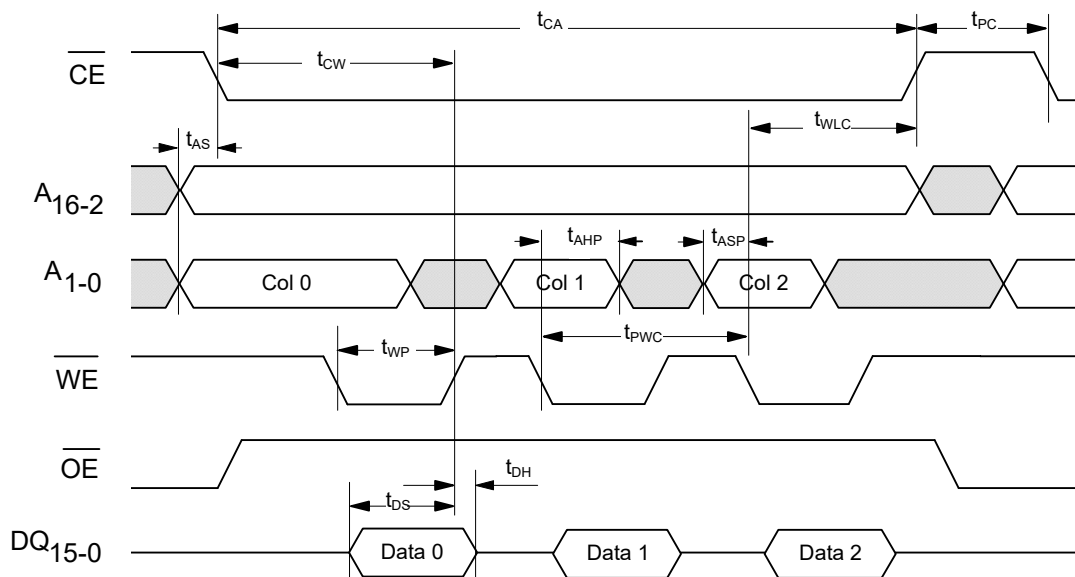 tCA
tPC
CE
tCW
tWLC
tAS
A16-2
tAHP
tASP
A1-0
Col 0
Col 1
Col 2
tWP
tPWC
WE
OE
tDH
tDS
DQ15-0
Data 0
Data 1
Data 2